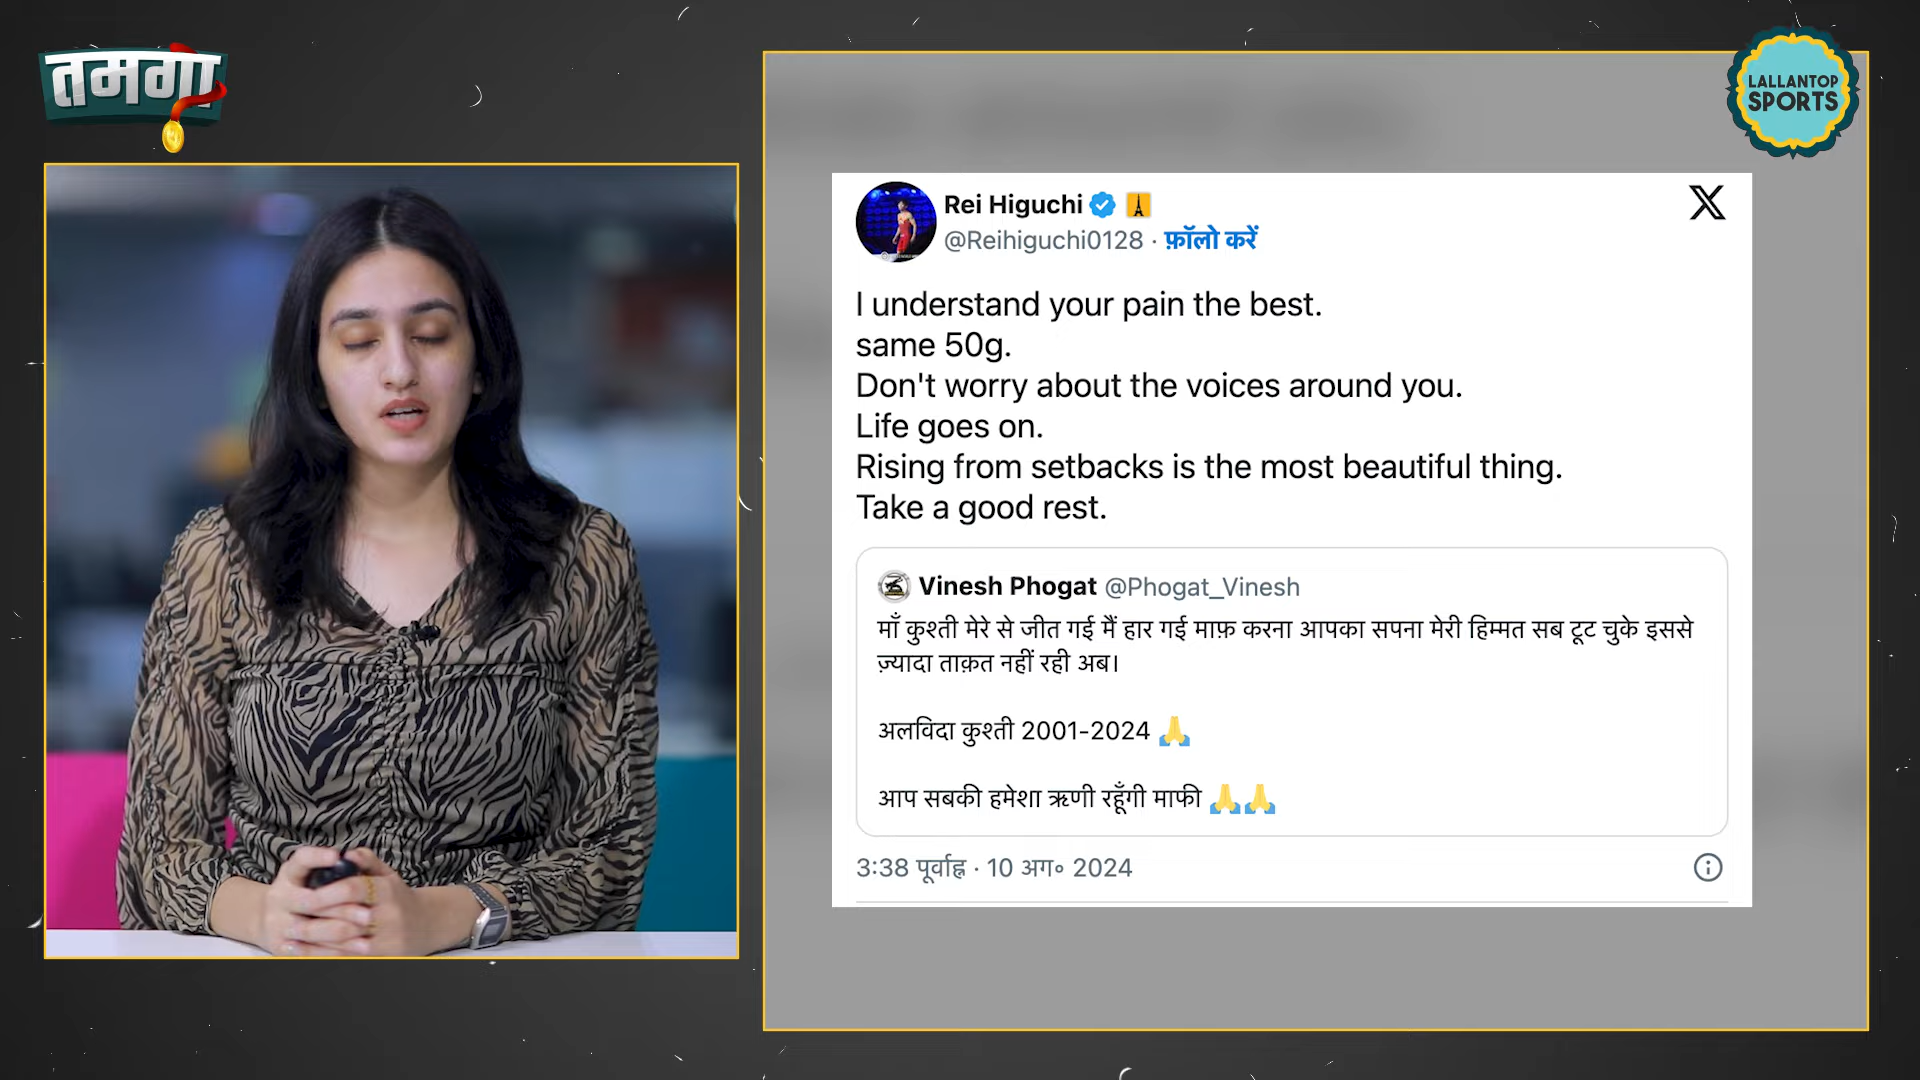 तमगा
LALLANTOP
SPORTS
Rei Higuchi
@Reihiguchi0128 · फ़ॉलो करें
I understand your pain the best.
same 50g.
Don't worry about the voices around you.
Life goes on.
Rising from setbacks is the most beautiful thing.
Take a good rest.
Vinesh Phogat @Phogat_Vinesh
माँ कुश्ती मेरे से जीत गई मैं हार गई माफ़ करना आपका सपना मेरी हिम्मत सब टूट चुके इससे
ज़्यादा ताक़त नहीं रही अब।
अलविदा कुश्ती 2001-2024 🙏
आप सबकी हमेशा ऋणी रहूँगी माफी 🙏🙏
3:38 पूर्वाह्न · 10 अग॰ 2024